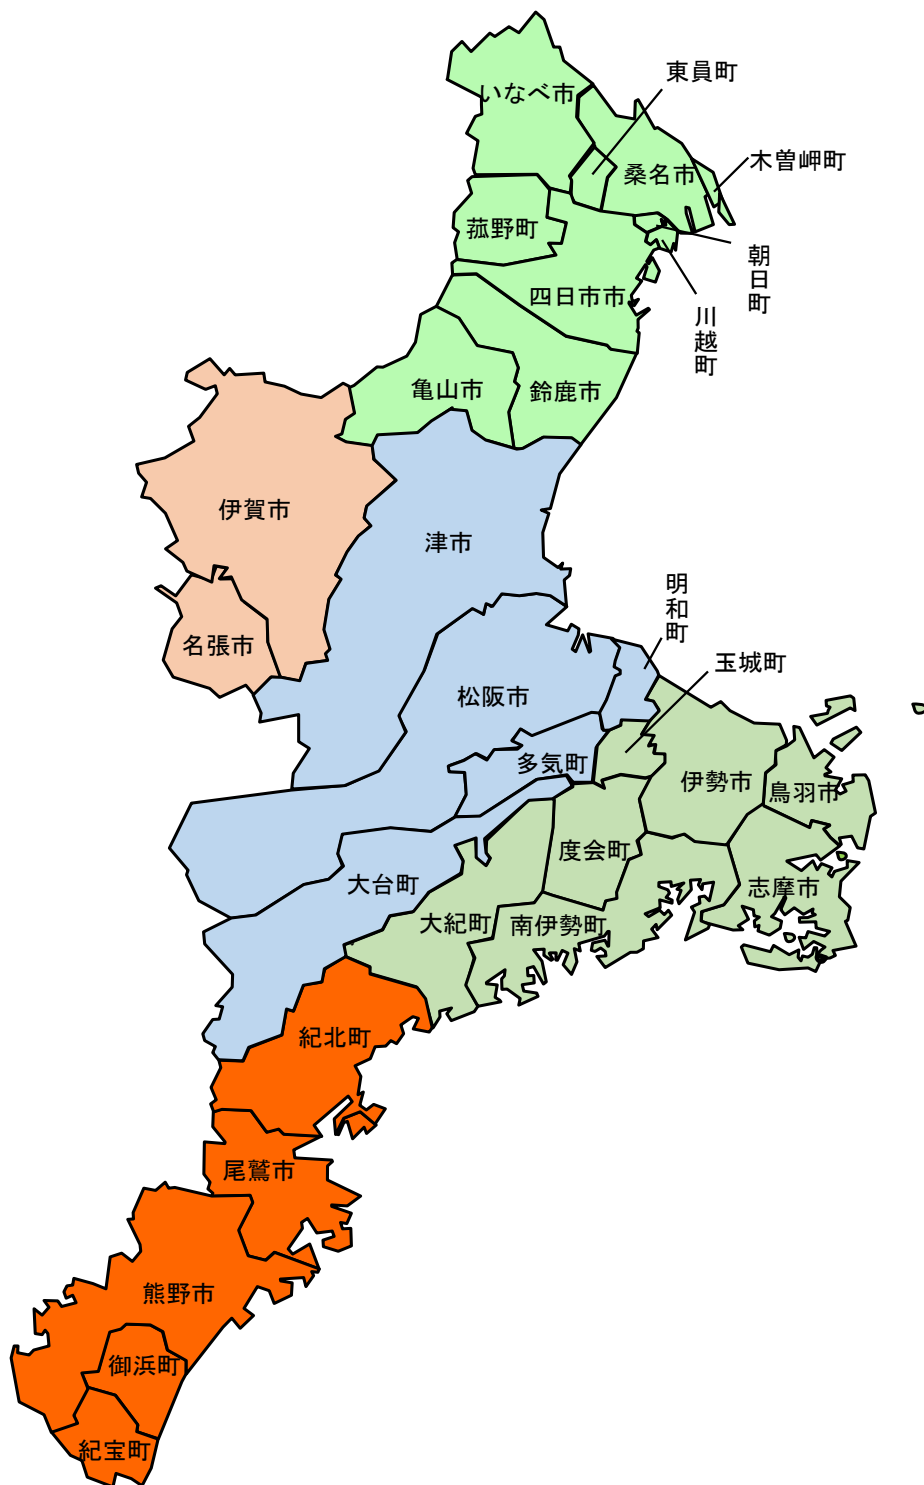 東員町
いなべ市
木曽岬町
桑名市
菰野町
朝日町
四日市市
川越町
亀山市
鈴鹿市
伊賀市
津市
明和町
名張市
玉城町
松阪市
多気町
伊勢市
鳥羽市
度会町
大台町
志摩市
大紀町
南伊勢町
紀北町
尾鷲市
熊野市
御浜町
紀宝町